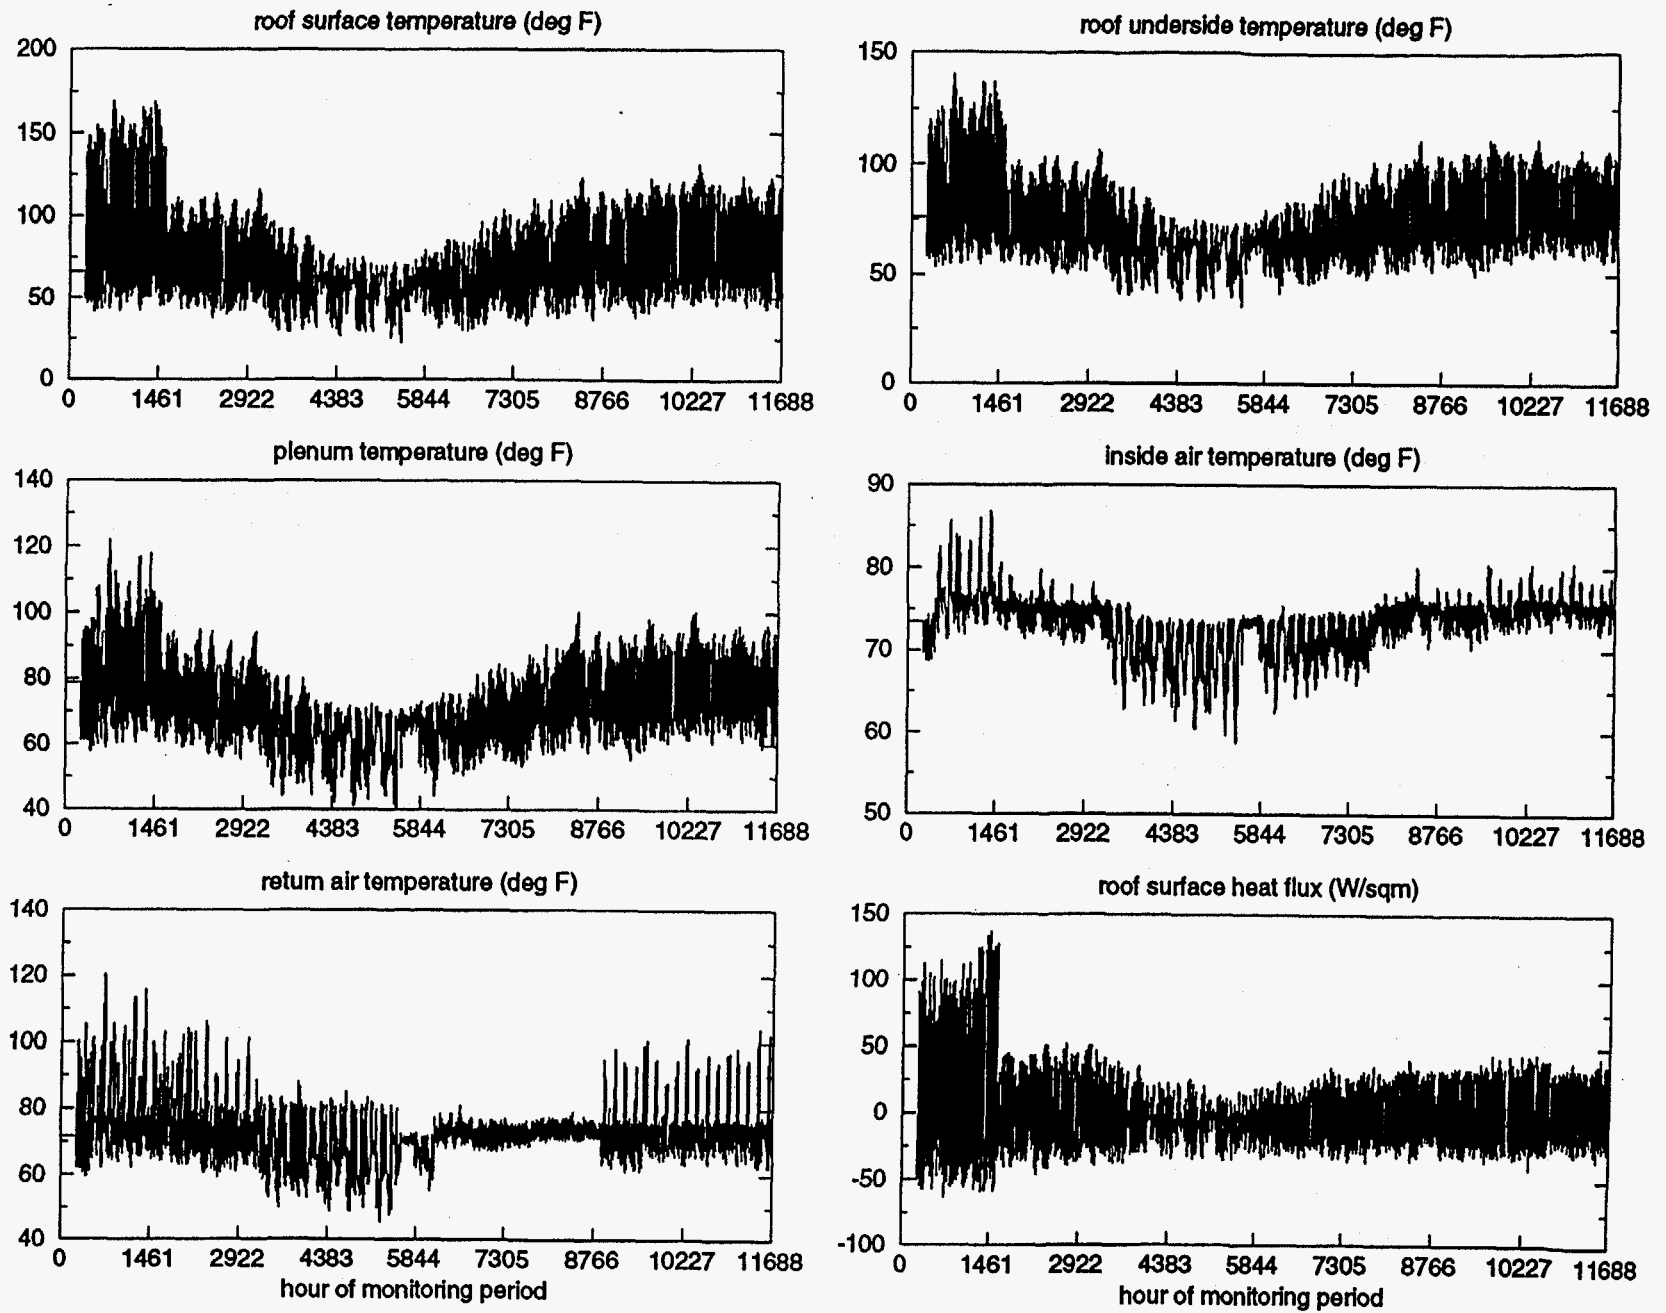 roof surface temperature (deg F)
200
150
100
50
0
0 1461 2922 4383 5844 7305 8766 10227 11688
roof underside temperature (deg F)
150
100
50
0
0 1461 2922 4383 5844 7305 8766 10227 11688
plenum temperature (deg F)
140
120
100
80
60
40
0 1461 2922 4383 5844 7305 8766 10227 11688
inside air temperature (deg F)
90
80
70
60
50
0 1461 2922 4383 5844 7305 8766 10227 11688
return air temperature (deg F)
140
120
100
80
60
40
0 1461 2922 4383 5844 7305 8766 10227 11688
hour of monitoring period
roof surface heat flux (W/sqm)
150
100
50
0
-50
-100
0 1461 2922 4383 5844 7305 8766 10227 11688
hour of monitoring period